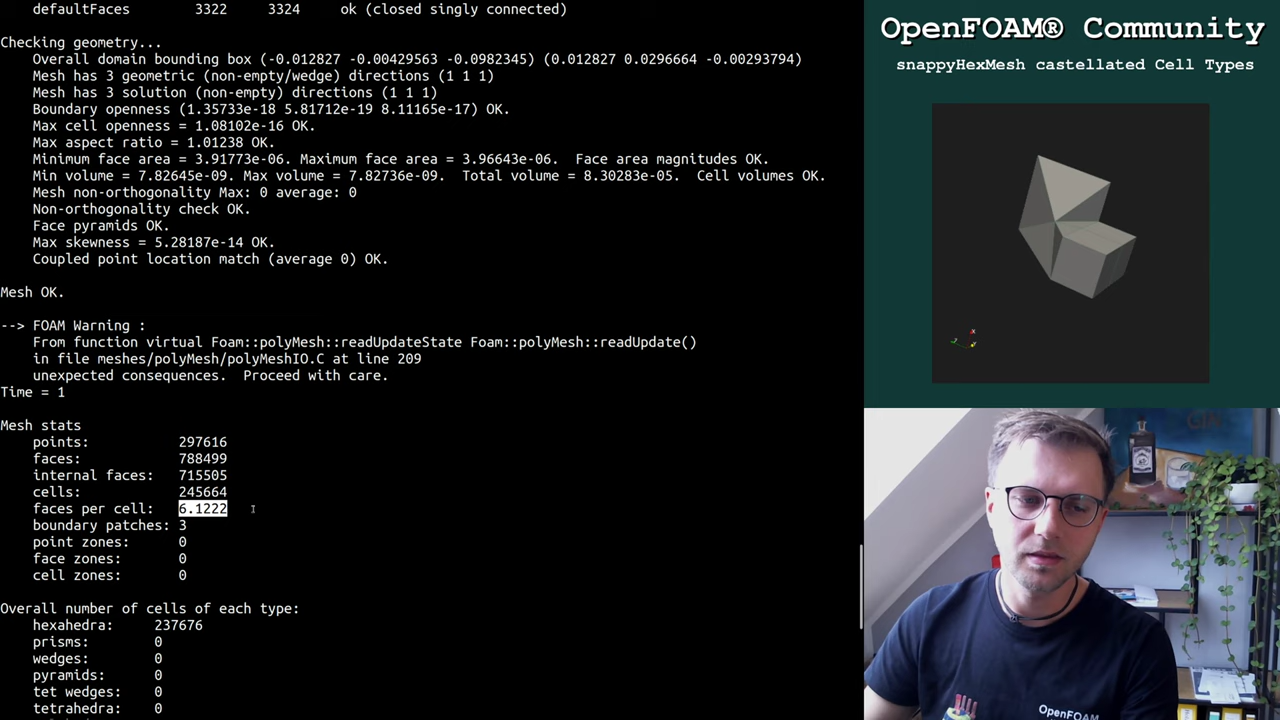 defaultFaces 3322 3324 ok (closed singly connected)
Checking geometry...
Overall domain bounding box (-0.012827 -0.00429563 -0.0982345) (0.012827 0.0296664 -0.00293794)
Mesh has 3 geometric (non-empty/wedge) directions (1 1 1)
Mesh has 3 solution (non-empty) directions (1 1 1)
Boundary openness (1.35733e-18 5.81712e-19 8.11165e-17) OK.
Max cell openness = 1.08102e-16 OK.
Max aspect ratio = 1.01238 OK.
Minimum face area = 3.91773e-06. Maximum face area = 3.96643e-06.  Face area magnitudes OK.
Min volume = 7.82645e-09. Max volume = 7.82736e-09.  Total volume = 8.30283e-05.  Cell volumes OK.
Mesh non-orthogonality Max: 0 average: 0
Non-orthogonality check OK.
Face pyramids OK.
Max skewness = 5.28187e-14 OK.
Coupled point location match (average 0) OK.
Mesh OK.
--> FOAM Warning :
From function virtual Foam::polyMesh::readUpdateState Foam::polyMesh::readUpdate()
in file meshes/polyMesh/polyMeshIO.C at line 209
unexpected consequences.  Proceed with care.
Time = 1
Mesh stats
points: 297616
faces: 788499
internal faces: 715505
cells: 245664
faces per cell: 6.1222
boundary patches: 3
point zones: 0
face zones: 0
cell zones: 0
Overall number of cells of each type:
hexahedra: 237676
prisms: 0
wedges: 0
pyramids: 0
tet wedges: 0
tetrahedra: 0
OpenFOAM® Community
snappyHexMesh castellated Cell Types
OpenFOAM